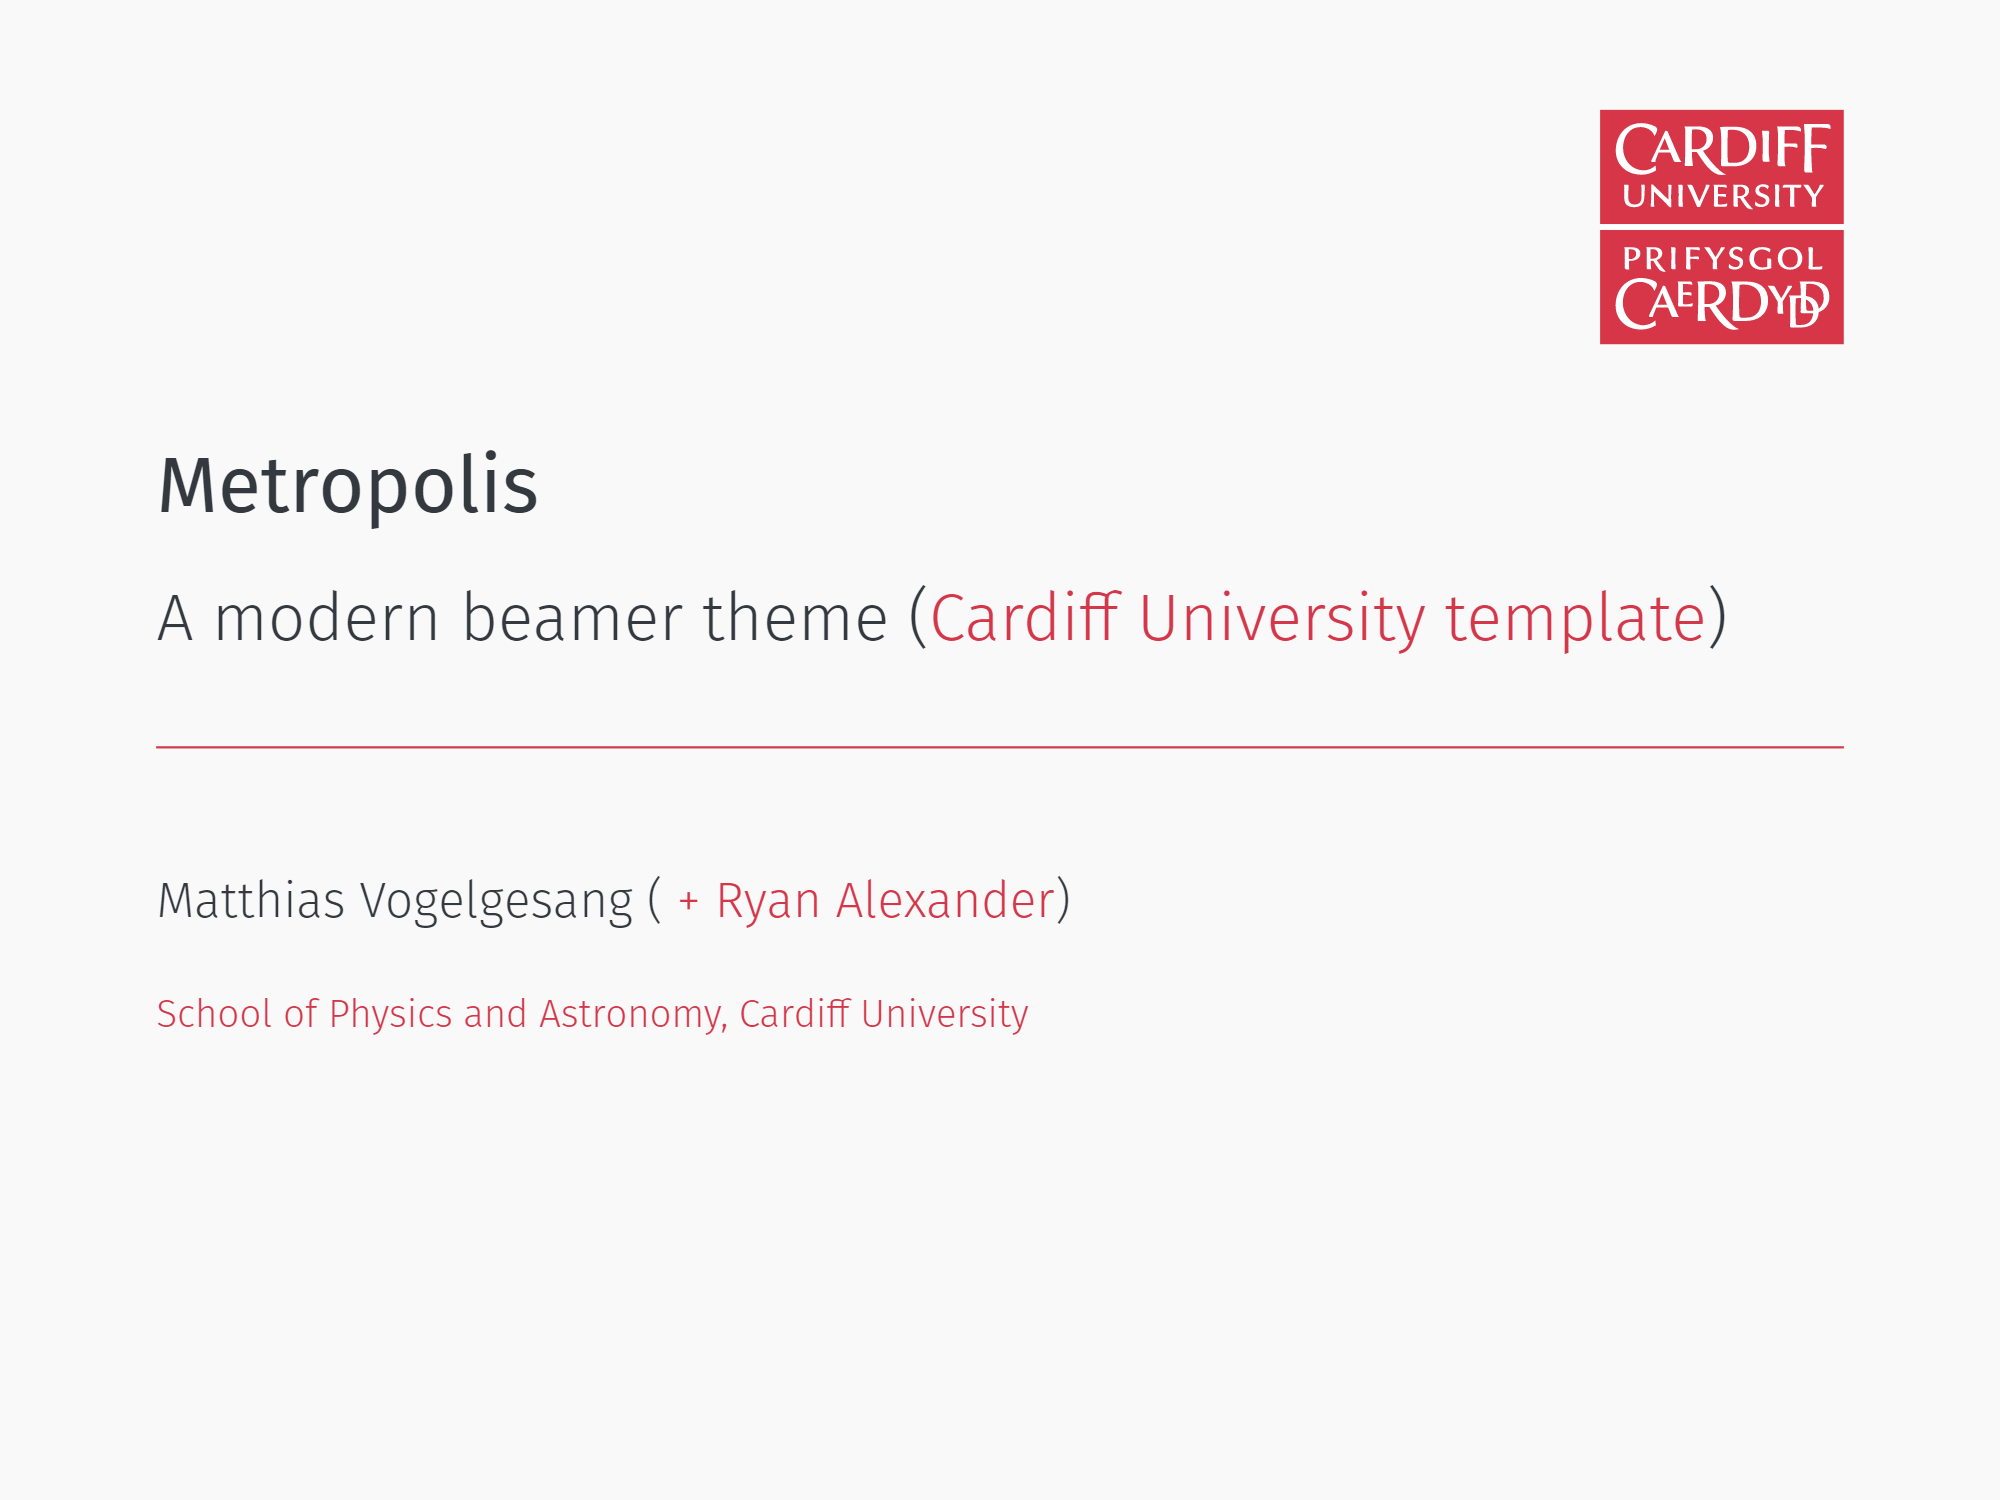 CARDIFF
UNIVERSITY
PRIFYSGOL
CAERDYDD
Metropolis
A modern beamer theme (Cardiff University template)
Matthias Vogelgesang ( + Ryan Alexander)
School of Physics and Astronomy, Cardiff University